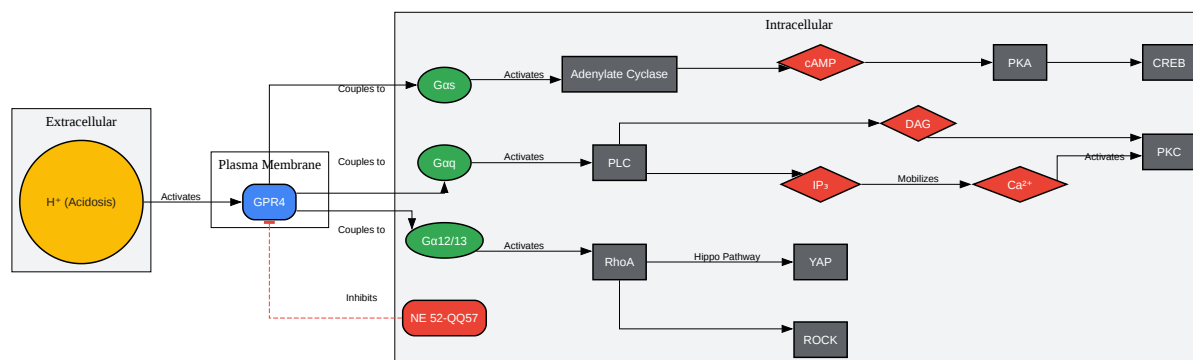 Intracellular
Extracellular
Plasma Membrane
H⁺ (Acidosis)
Activates
GPR4
Couples to
Gαs
Activates
Adenylate Cyclase
cAMP
PKA
CREB
Couples to
Gαq
Activates
PLC
DAG
IP₃
Mobilizes
Ca²⁺
Activates
PKC
Couples to
Gα12/13
Activates
RhoA
Hippo Pathway
YAP
ROCK
Inhibits
NE 52-QQ57